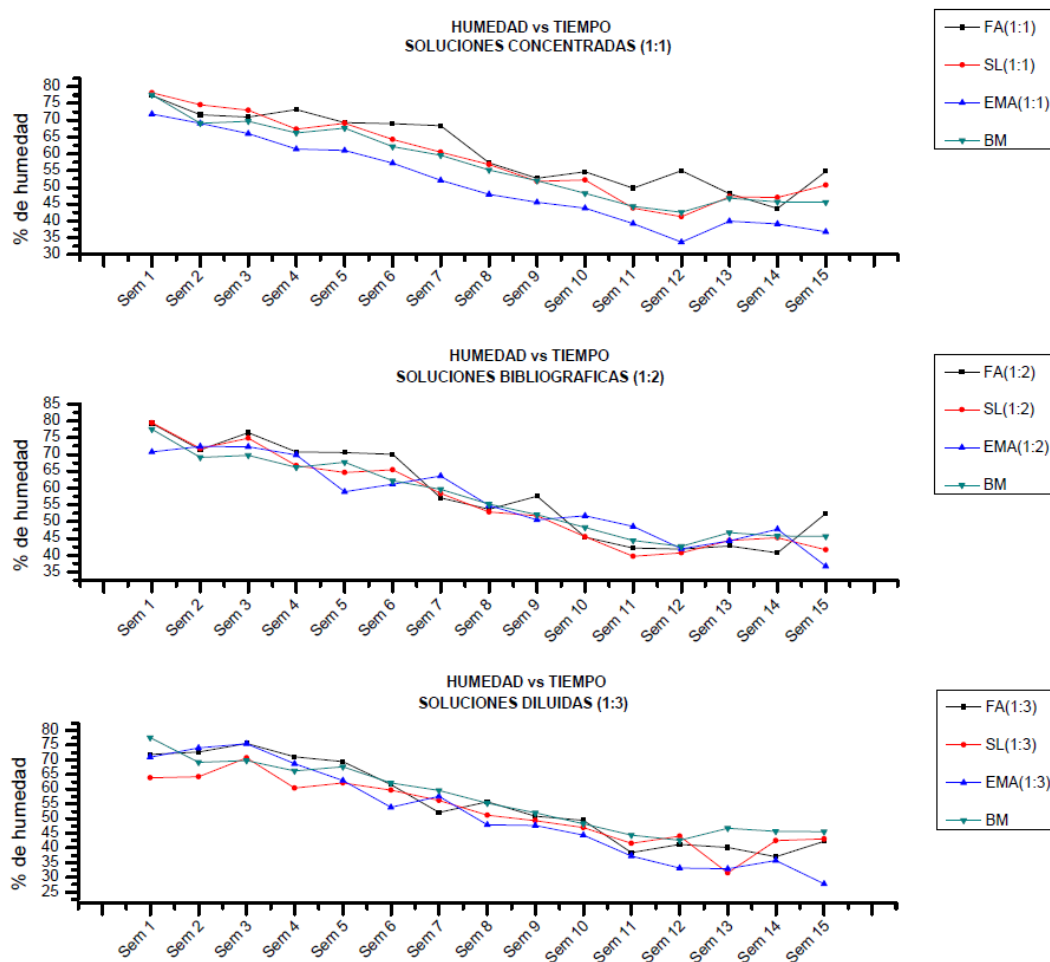 HUMEDAD vs TIEMPO
SOLUCIONES CONCENTRADAS (1:1)
FA(1:1)
SL(1:1)
EMA(1:1)
BM
% de humedad
80
75
70
65
60
55
50
45
40
35
30
Sem 1
Sem 2
Sem 3
Sem 4
Sem 5
Sem 6
Sem 7
Sem 8
Sem 9
Sem 10
Sem 11
Sem 12
Sem 13
Sem 14
Sem 15
HUMEDAD vs TIEMPO
SOLUCIONES BIBLIOGRAFICAS (1:2)
FA(1:2)
SL(1:2)
EMA(1:2)
BM
% de humedad
85
80
75
70
65
60
55
50
45
40
35
Sem 1
Sem 2
Sem 3
Sem 4
Sem 5
Sem 6
Sem 7
Sem 8
Sem 9
Sem 10
Sem 11
Sem 12
Sem 13
Sem 14
Sem 15
HUMEDAD vs TIEMPO
SOLUCIONES DILUIDAS (1:3)
FA(1:3)
SL(1:3)
EMA(1:3)
BM
% de humedad
80
75
70
65
60
55
50
45
40
35
30
25
Sem 1
Sem 2
Sem 3
Sem 4
Sem 5
Sem 6
Sem 7
Sem 8
Sem 9
Sem 10
Sem 11
Sem 12
Sem 13
Sem 14
Sem 15